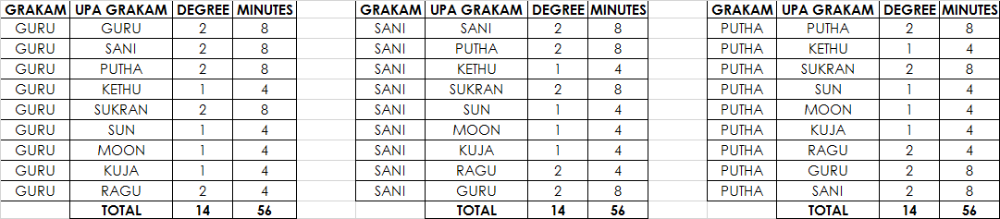 GRAKAM UPA GRAKAM DEGREE MINUTES GRAKAM UPA GRAKAM DEGREE MINUTES GRAKAM UPA GRAKAM DEGREE MINUTES
GURU GURU 2 8 SANI SANI 2 8 PUTHA PUTHA 2 8
GURU SANI 2 8 SANI PUTHA 2 8 PUTHA KETHU 1 4
GURU PUTHA 2 8 SANI KETHU 1 4 PUTHA SUKRAN 2 8
GURU KETHU 1 4 SANI SUKRAN 2 8 PUTHA SUN 1 4
GURU SUKRAN 2 8 SANI SUN 1 4 PUTHA MOON 1 4
GURU SUN 1 4 SANI MOON 1 4 PUTHA KUJA 1 4
GURU MOON 1 4 SANI KUJA 1 4 PUTHA RAGU 2 4
GURU KUJA 1 4 SANI RAGU 2 4 PUTHA GURU 2 8
GURU RAGU 2 4 SANI GURU 2 8 PUTHA SANI 2 8
TOTAL 14 56 TOTAL 14 56 TOTAL 14 56